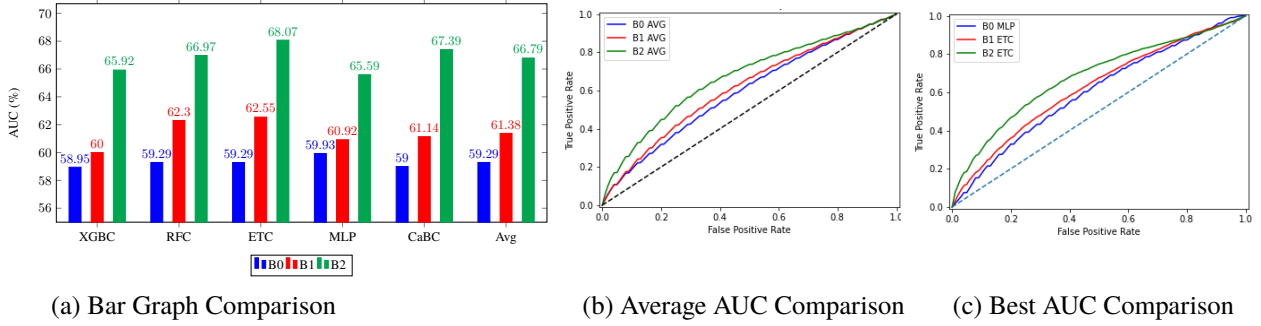 70
68
66
64
62
60
58
56
AUC (%)
65.92
66.97
68.07
65.59
67.39
66.79
60
62.3
62.55
60.92
61.14
61.38
58.95
59.29
59.29
59.93
59
59.29
XGBC RFC ETC MLP CaBC Avg
B0 B1 B2
(a) Bar Graph Comparison
B0 AVG
B1 AVG
B2 AVG
1.0
0.8
0.6
0.4
0.2
0.0
True Positive Rate
0.0 0.2 0.4 0.6 0.8 1.0
False Positive Rate
(b) Average AUC Comparison
B0 MLP
B1 ETC
B2 ETC
1.0
0.8
0.6
0.4
0.2
0.0
True Positive Rate
0.0 0.2 0.4 0.6 0.8 1.0
False Positive Rate
(c) Best AUC Comparison